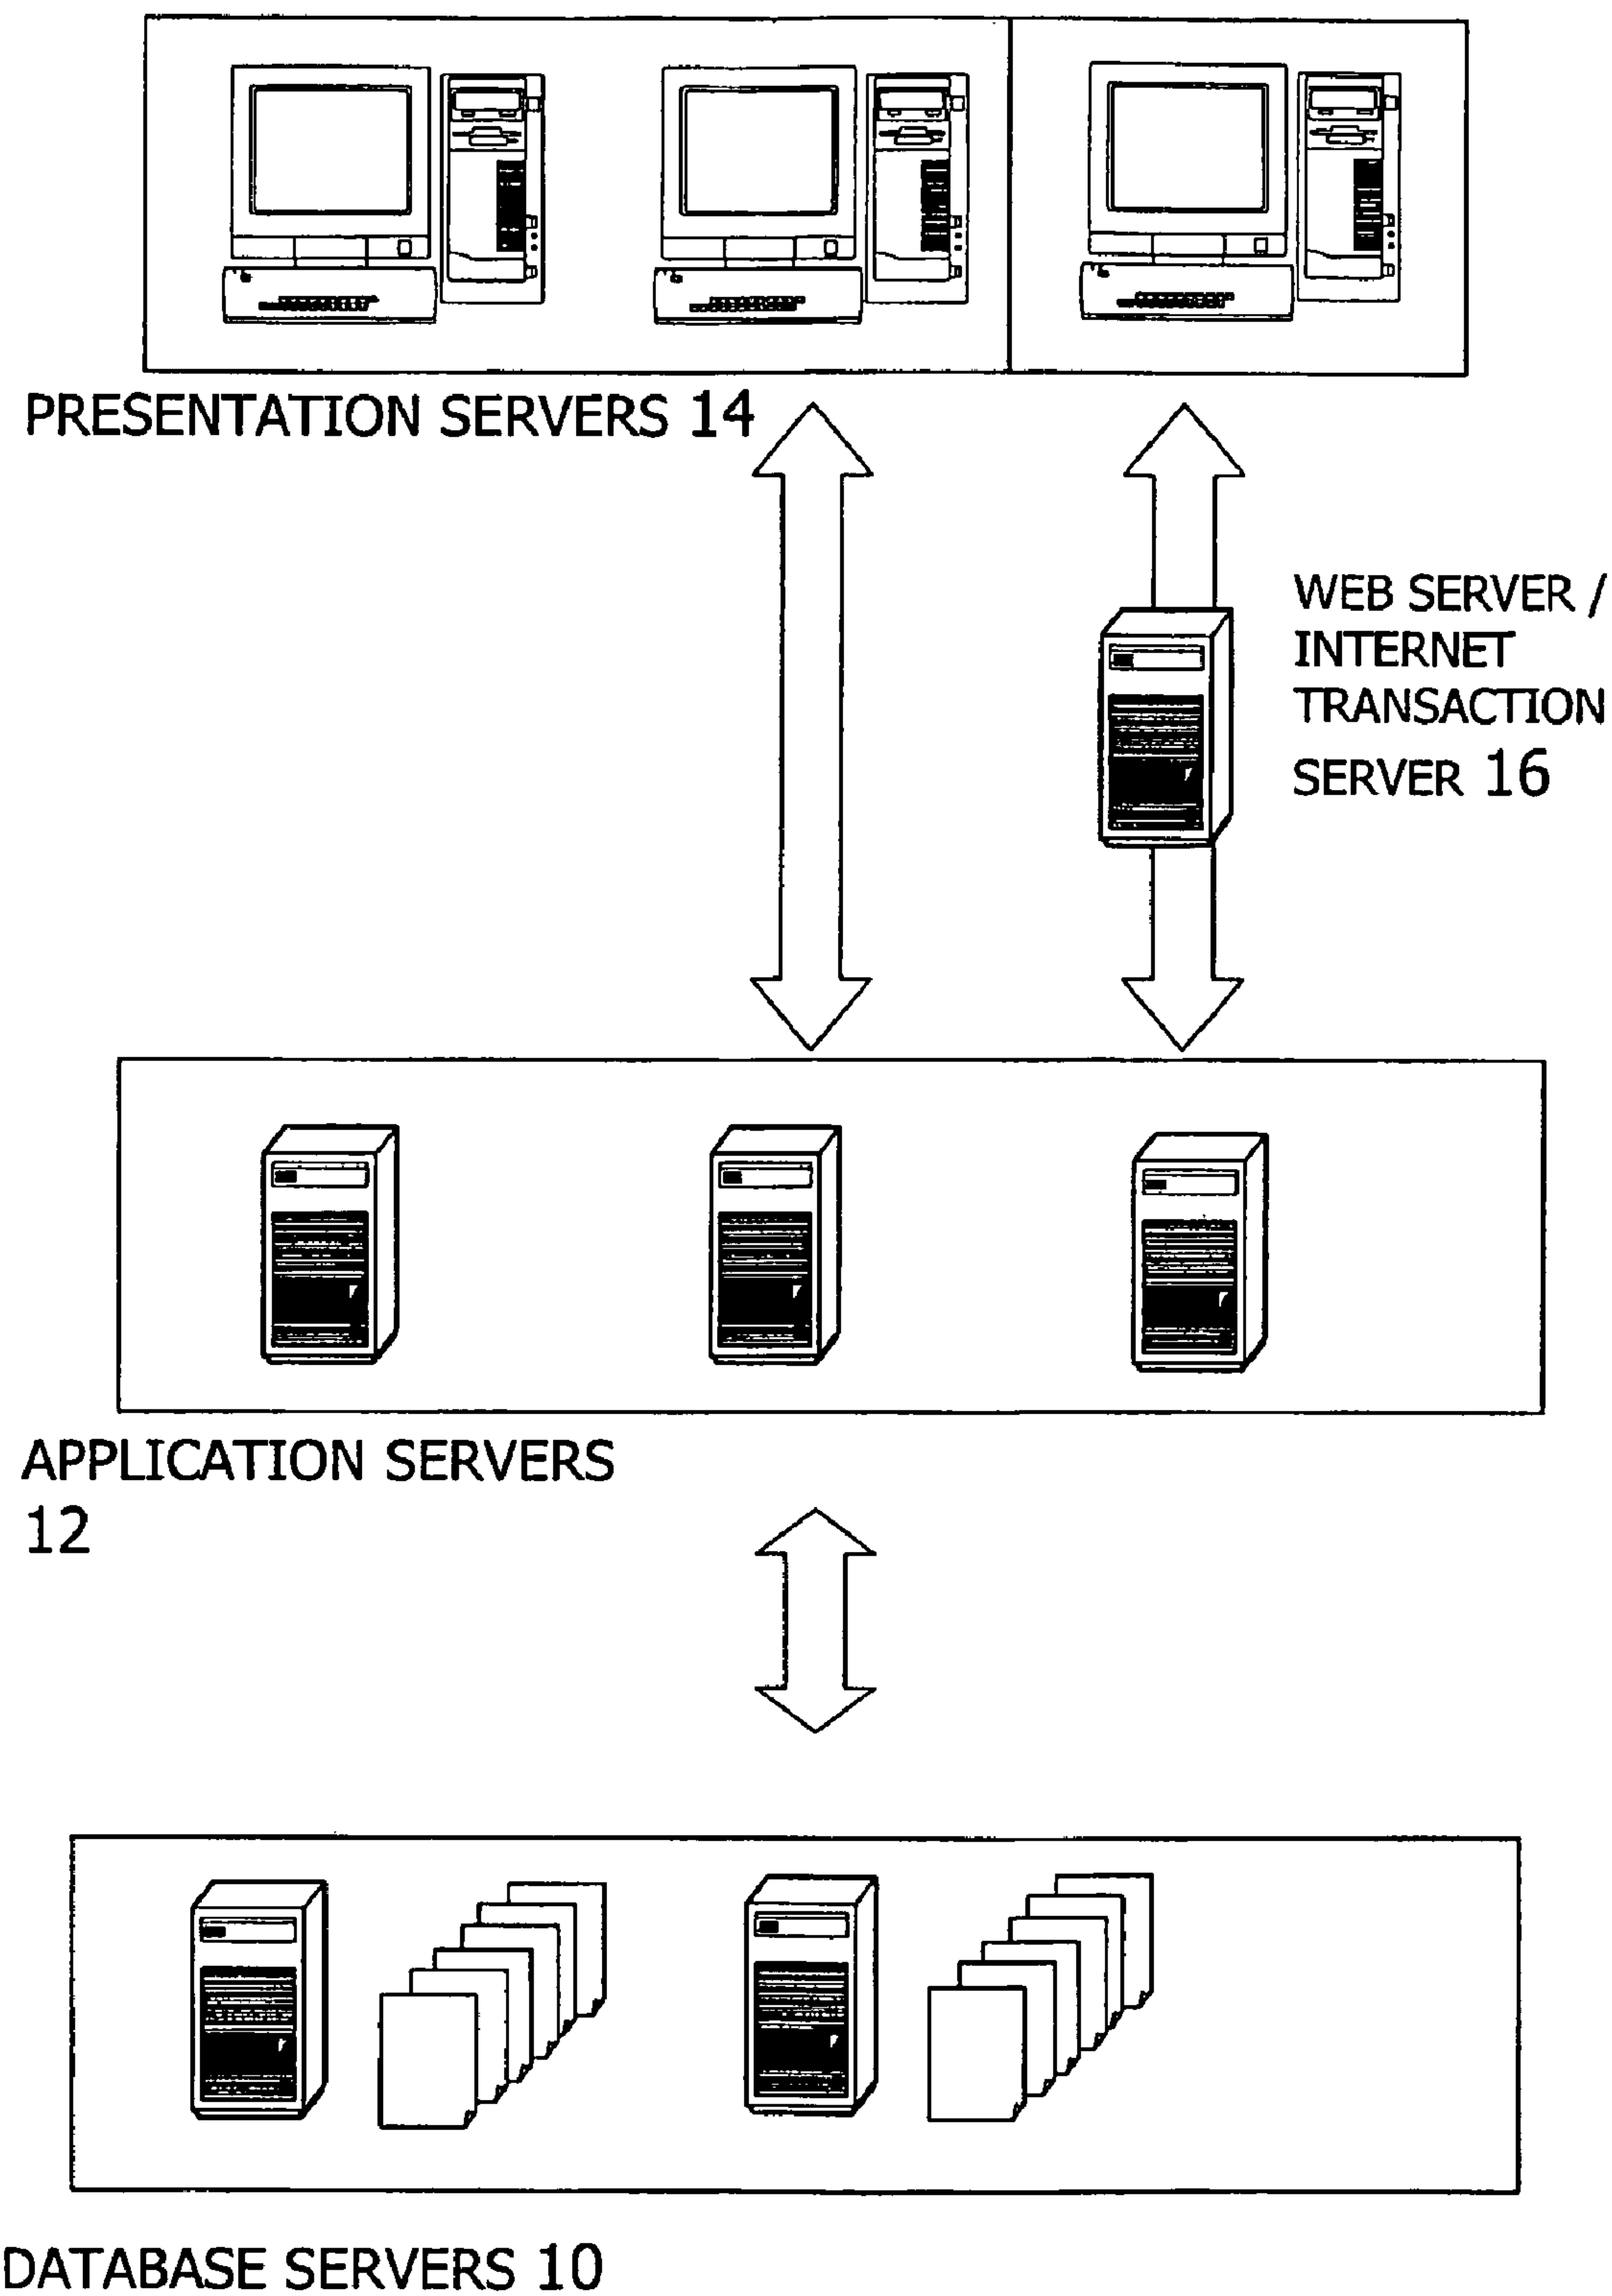 PRESENTATION SERVERS 14
WEB SERVER /
INTERNET
TRANSACTION
SERVER 16
APPLICATION SERVERS
12
DATABASE SERVERS 10